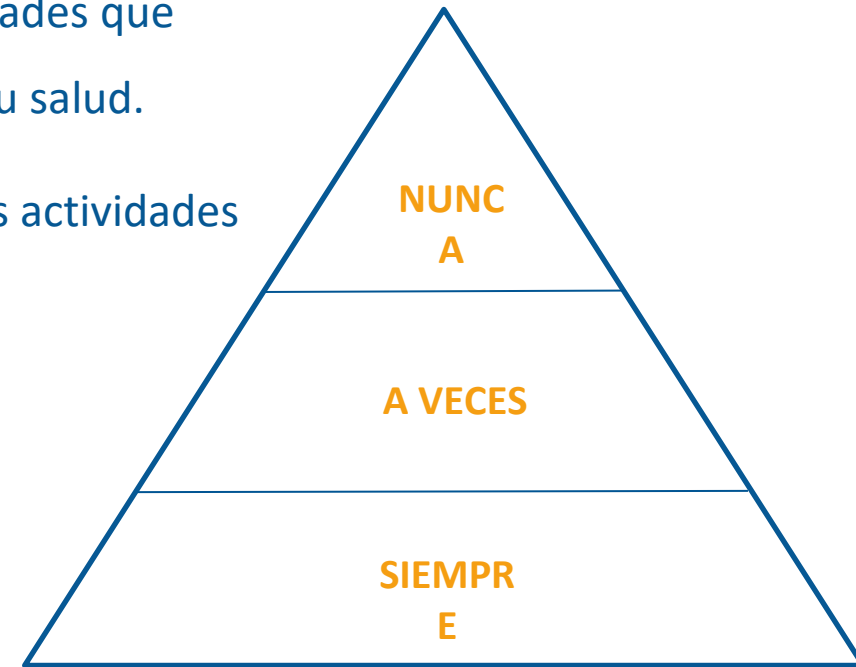 ades que
u salud.
s actividades
NUNC
A
A VECES
SIEMPR
E